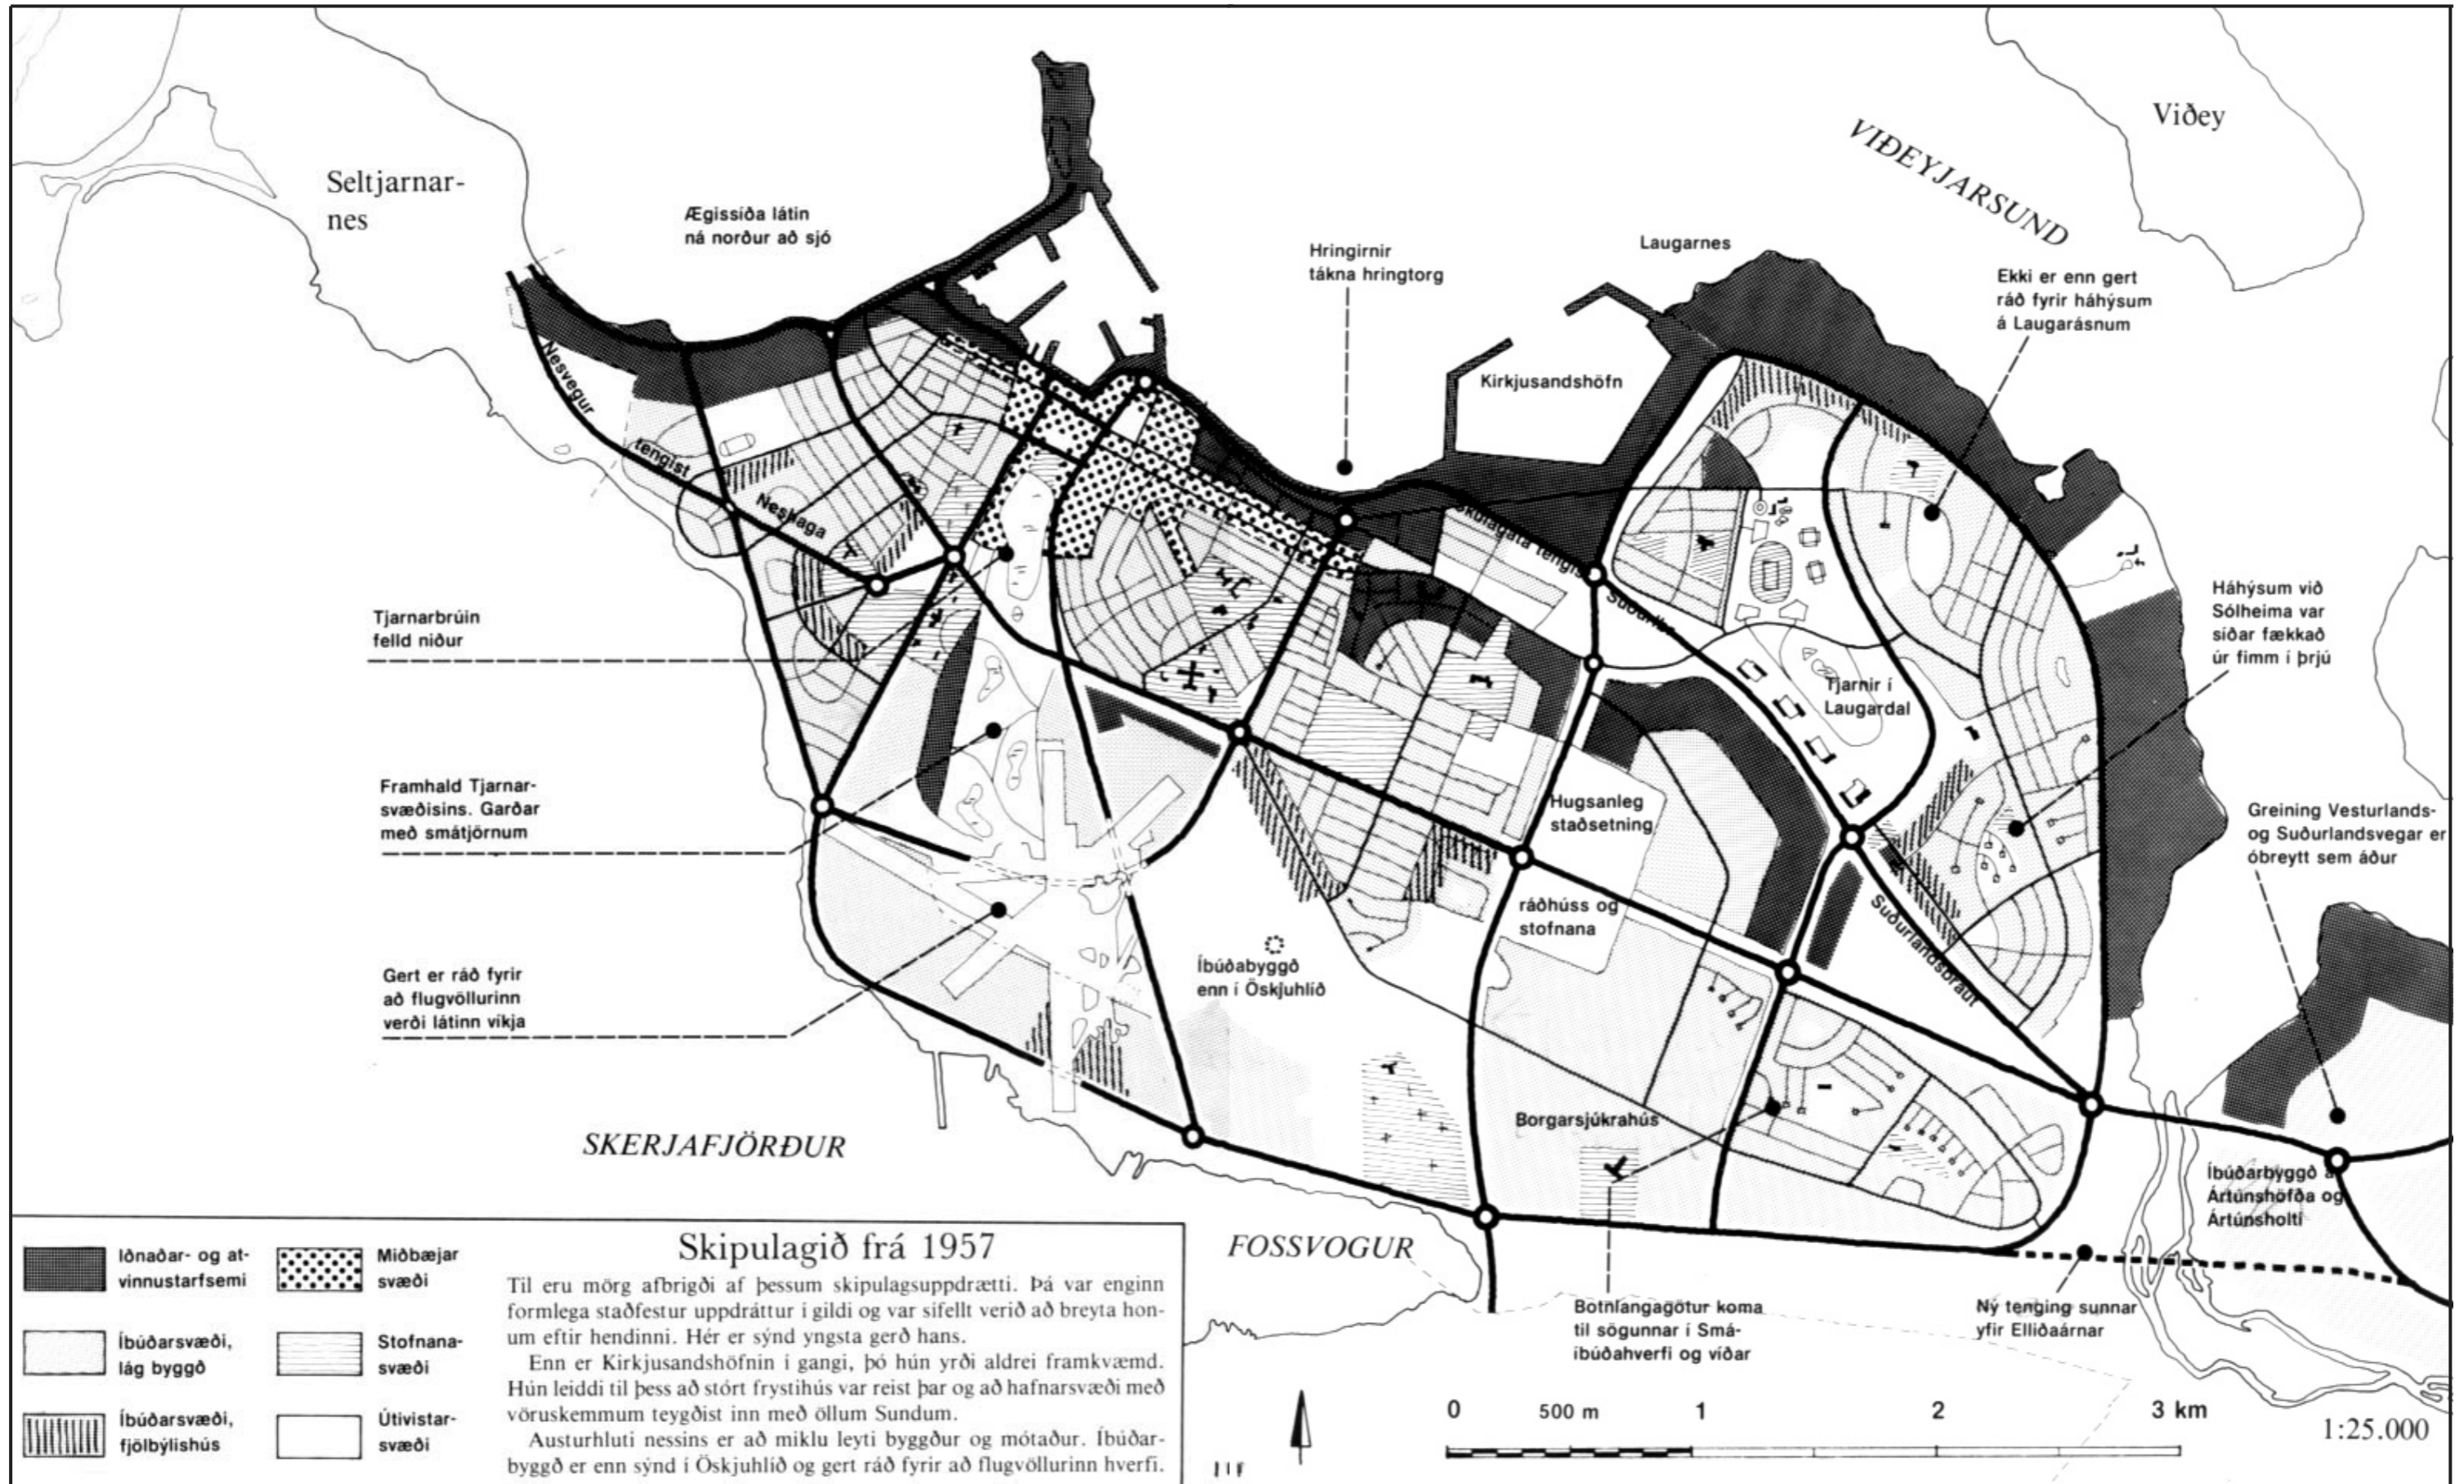 Seltjarnar-
nes
Ægissíða látin
ná norður að sjó
Hringirnir
tákna hringtorg
Laugarnes
VIÐEYJARSUND
Viðey
Ekki er enn gert
ráð fyrir háhýsum
á Laugarásnum
Kirkjusandshöfn
Nesvegur
tengist
Neshaga
Skúlagata tengist
Suðurlbr.
Tjarnarbrúin
felld niður
Háhýsum við
Sólheima var
síðar fækkað
úr fimm í þrjú
Tjarnir í
Laugardal
Framhald Tjarnar-
svæðisins. Garðar
með smátjörnum
Hugsanleg
staðsetning
ráðhúss og
stofnana
Greining Vesturlands-
og Suðurlandsvegar er
óbreytt sem áður
Suðurlandsbraut
Gert er ráð fyrir
að flugvöllurinn
verði látinn víkja
Íbúðabyggð
enn í Öskjuhlíð
Borgarsjúkrahús
SKERJAFJÖRÐUR
FOSSVOGUR
Íbúðarbyggð á
Ártúnshöfða og
Ártúnsholti
Botnlangagötur koma
til sögunnar í Smá-
íbúðahverfi og víðar
Ný tenging sunnar
yfir Elliðaárnar
Iðnaðar- og at-
vinnustarfsemi
Miðbæjar
svæði
Íbúðarsvæði,
lág byggð
Stofnana-
svæði
Íbúðarsvæði,
fjölbýlishús
Útivistar-
svæði
Skipulagið frá 1957
Til eru mörg afbrigði af þessum skipulagsuppdrætti. Þá var enginn
formlega staðfestur uppdráttur í gildi og var sífellt verið að breyta hon-
um eftir hendinni. Hér er sýnd yngsta gerð hans.
Enn er Kirkjusandshöfnin í gangi, þó hún yrði aldrei framkvæmd.
Hún leiddi til þess að stórt frystihús var reist þar og að hafnarsvæði með
vöruskemmum teygðist inn með öllum Sundum.
Austurhluti nessins er að miklu leyti byggður og mótaður. Íbúðar-
byggð er enn sýnd í Öskjuhlíð og gert ráð fyrir að flugvöllurinn hverfi.
0 500 m 1 2 3 km
1:25.000